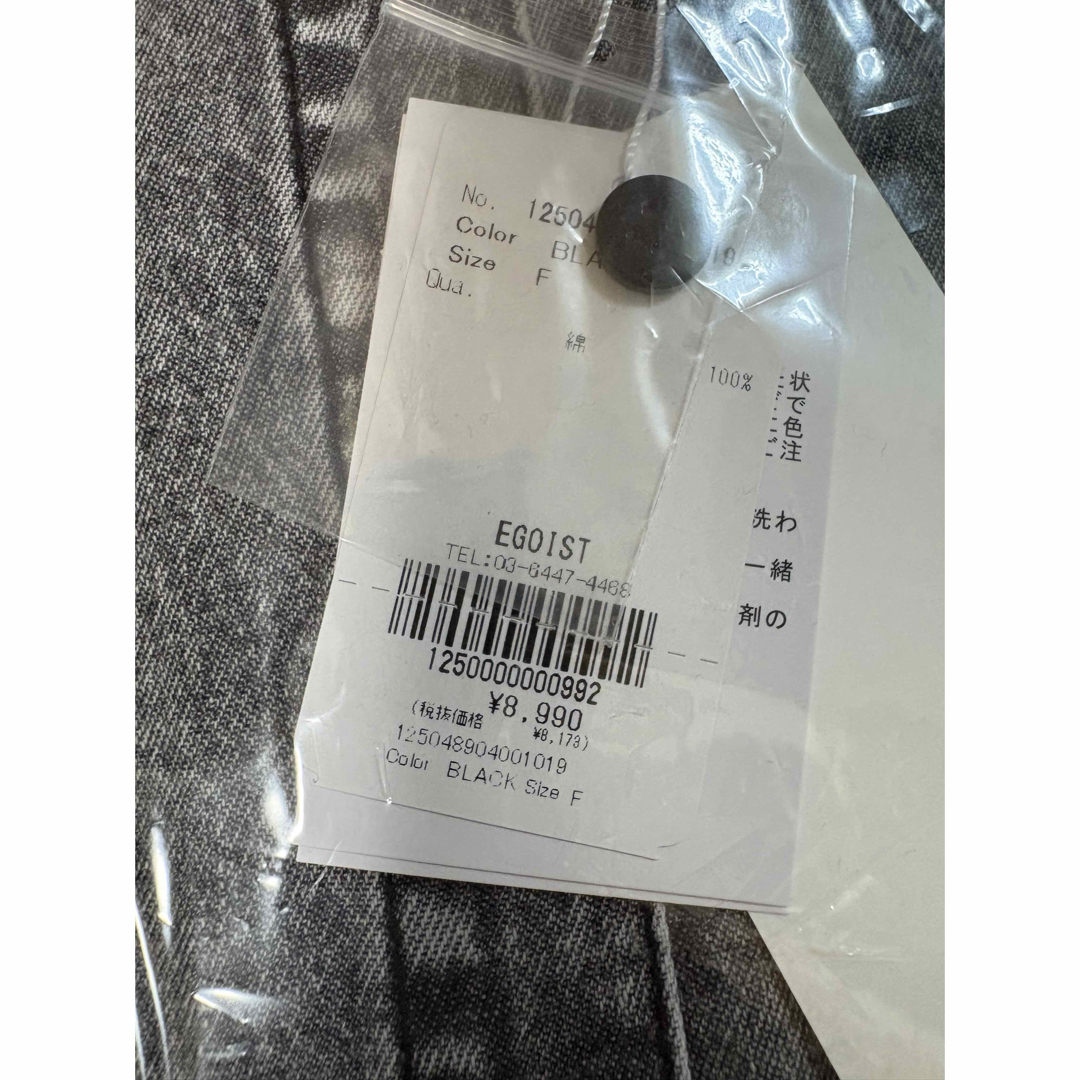 No. 12504
Color BLA 19
Size F
Qua.
綿 100%
EGOIST
TEL:03-6447-4468
1250000000992
¥8,990
(税抜価格 ¥8,173)
125048904001019
Color BLACK Size F
状
で
色
注
洗わ
一緒
剤の